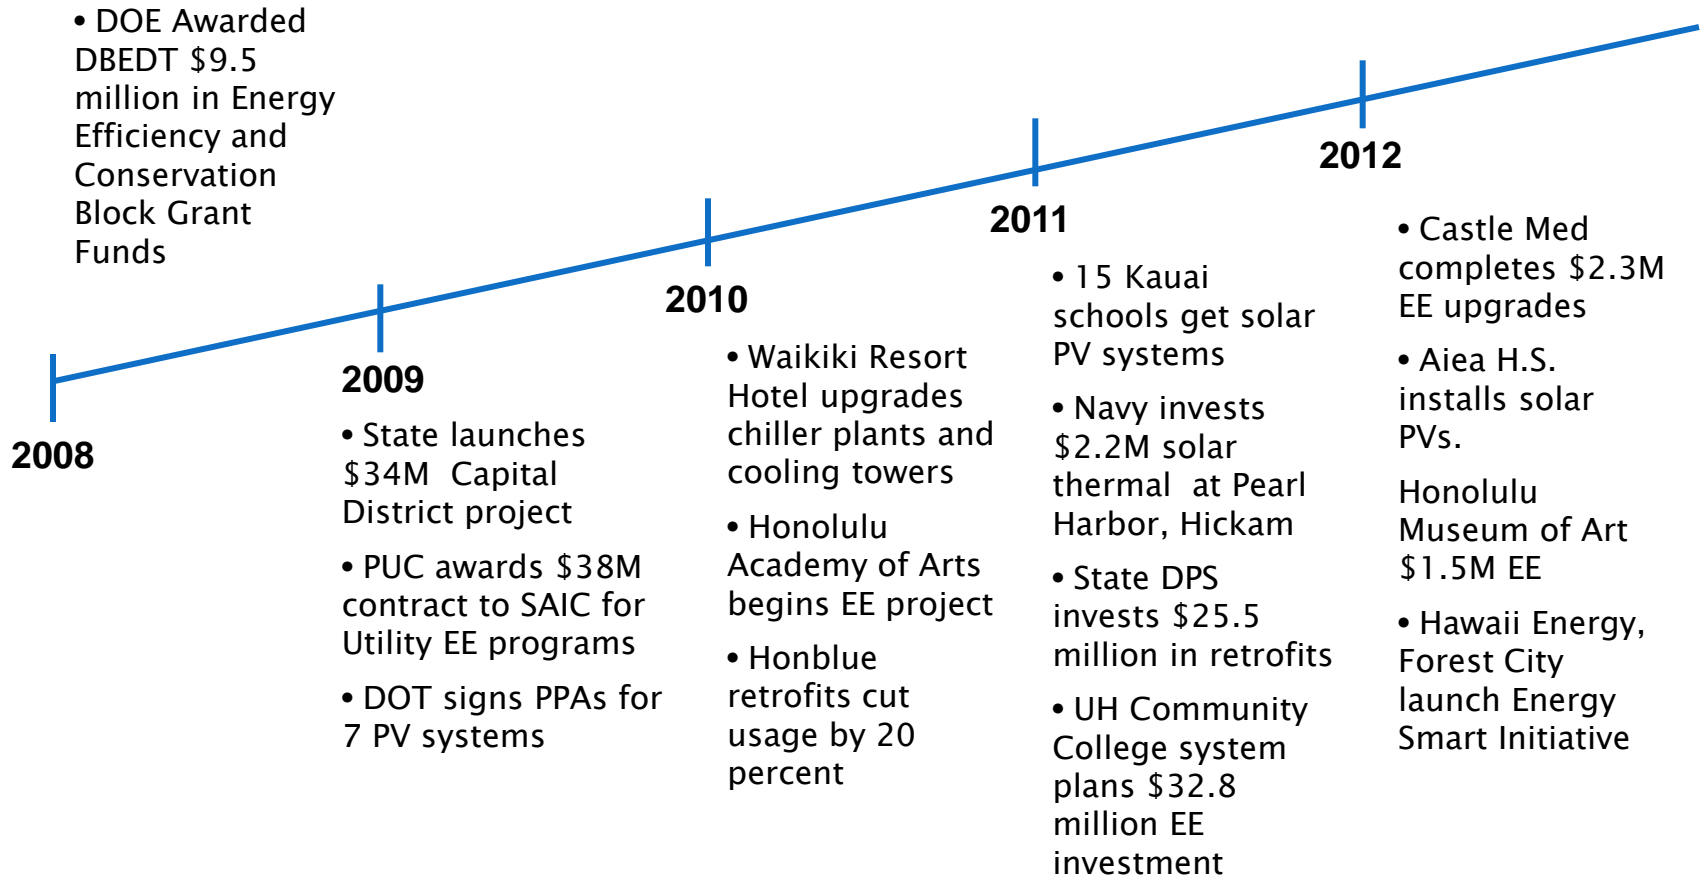 • DOE Awarded
DBEDT $9.5
million in Energy
Efficiency and
Conservation
Block Grant
Funds
2008
2009
• State launches
$34M  Capital
District project
• PUC awards $38M
contract to SAIC for
Utility EE programs
• DOT signs PPAs for
7 PV systems
2010
• Waikiki Resort
Hotel upgrades
chiller plants and
cooling towers
• Honolulu
Academy of Arts
begins EE project
• Honblue
retrofits cut
usage by 20
percent
2011
• 15 Kauai
schools get solar
PV systems
• Navy invests
$2.2M solar
thermal  at Pearl
Harbor, Hickam
• State DPS
invests $25.5
million in retrofits
• UH Community
College system
plans $32.8
million EE
investment
2012
• Castle Med
completes $2.3M
EE upgrades
• Aiea H.S.
installs solar
PVs.
Honolulu
Museum of Art
$1.5M EE
• Hawaii Energy,
Forest City
launch Energy
Smart Initiative